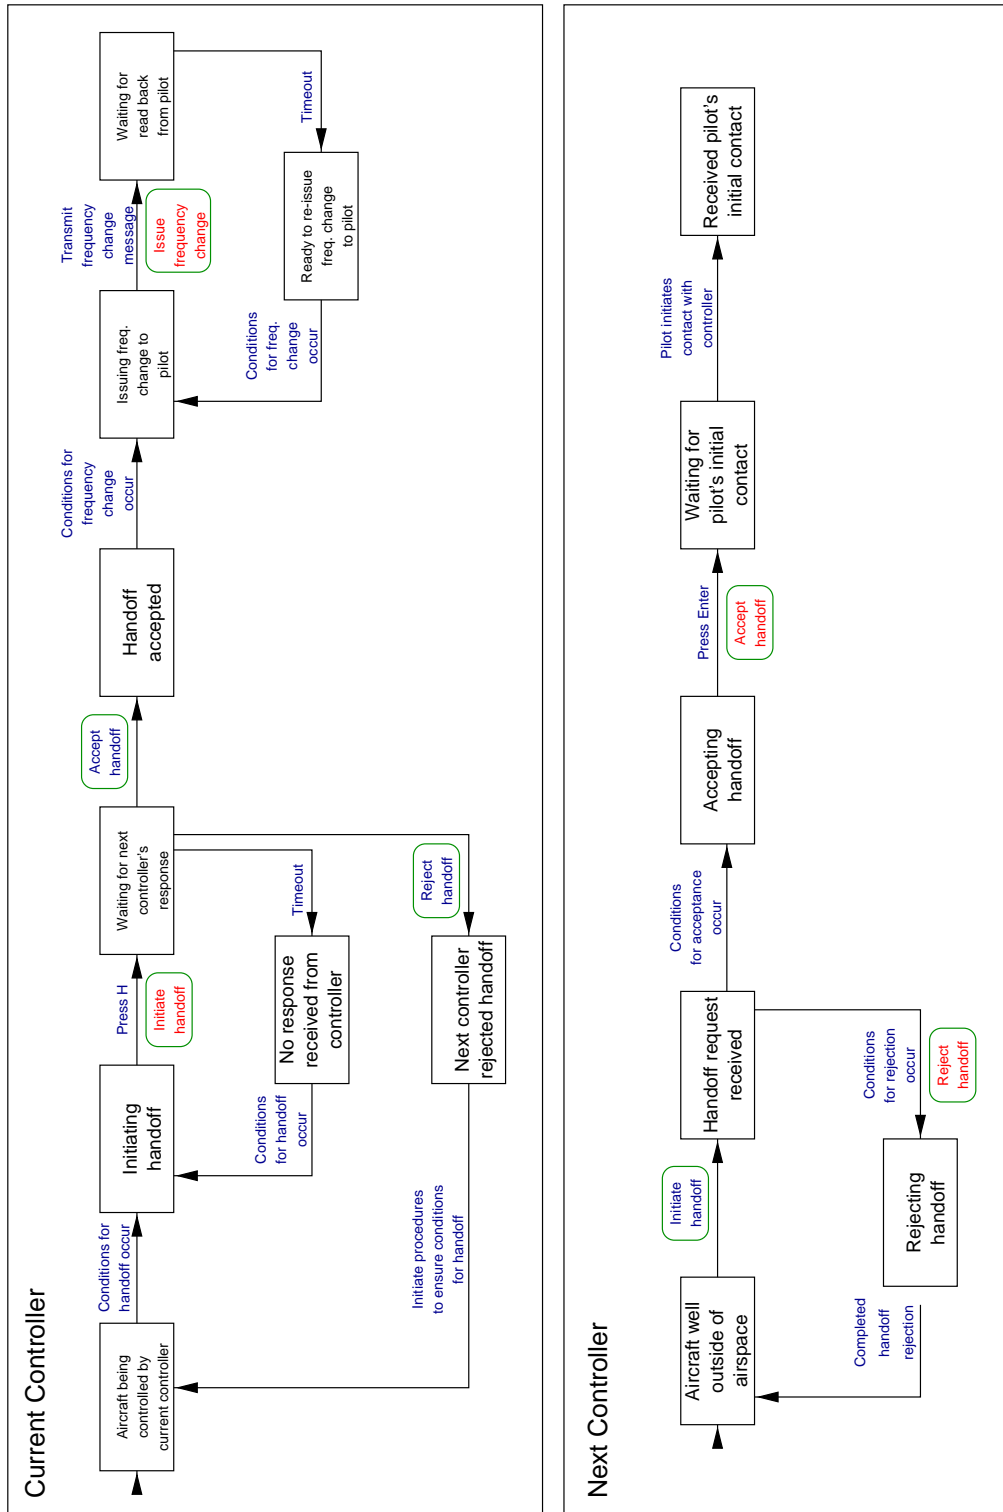 Current Controller
Aircraft being
controlled by
current controller
Conditions for
handoff occur
Initiating
handoff
Press H
Initiate
handoff
Waiting for next
controller's
response
Accept
handoff
Handoff
accepted
Conditions for
frequency
change
occur
Issuing freq.
change to
pilot
Transmit
frequency
change
message
Issue
frequency
change
Waiting for
read back
from pilot
Timeout
Ready to re-issue
freq. change
to pilot
Conditions
for freq.
change
occur
Timeout
No response
received from
controller
Conditions
for handoff
occur
Reject
handoff
Next controller
rejected handoff
Initiate procedures
to ensure conditions
for handoff
Next Controller
Aircraft well
outside of
airspace
Initiate
handoff
Handoff request
received
Conditions
for acceptance
occur
Accepting
handoff
Press Enter
Accept
handoff
Waiting for
pilot's initial
contact
Pilot initiates
contact with
controller
Received pilot's
initial contact
Conditions
for rejection
occur
Reject
handoff
Rejecting
handoff
Completed
handoff
rejection